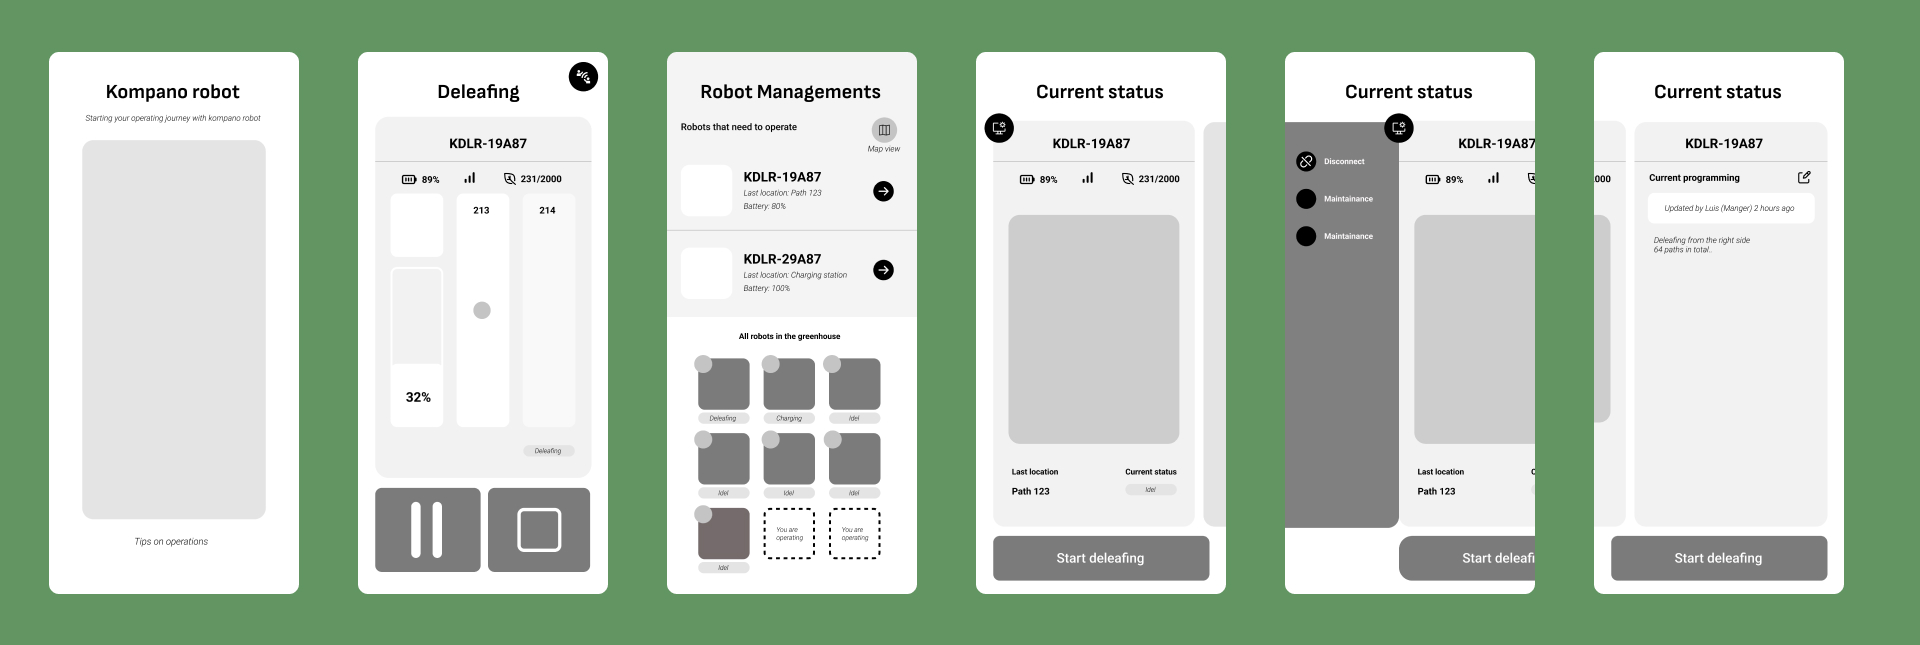 Kompano robot
Starting your operating journey with kompano robot
Tips on operations
Deleafing
KDLR-19A87
89%
231/2000
213
214
32%
Deleafing
Robot Managements
Robots that need to operate
Map view
KDLR-19A87
Last location: Path 123
Battery: 80%
KDLR-29A87
Last location: Charging station
Battery: 100%
All robots in the greenhouse
Deleafing
Charging
Idel
Idel
Idel
Idel
Idel
You are
operating
You are
operating
Current status
KDLR-19A87
89%
231/2000
Last location
Current status
Path 123
Idel
Start deleafing
Current status
Disconnect
Maintainance
Maintainance
KDLR-19A87
89%
Last location
C
Path 123
Start deleafi
Current status
000
KDLR-19A87
Current programming
Updated by Luis (Manger) 2 hours ago
Deleafing from the right side
64 paths in total..
Start deleafing